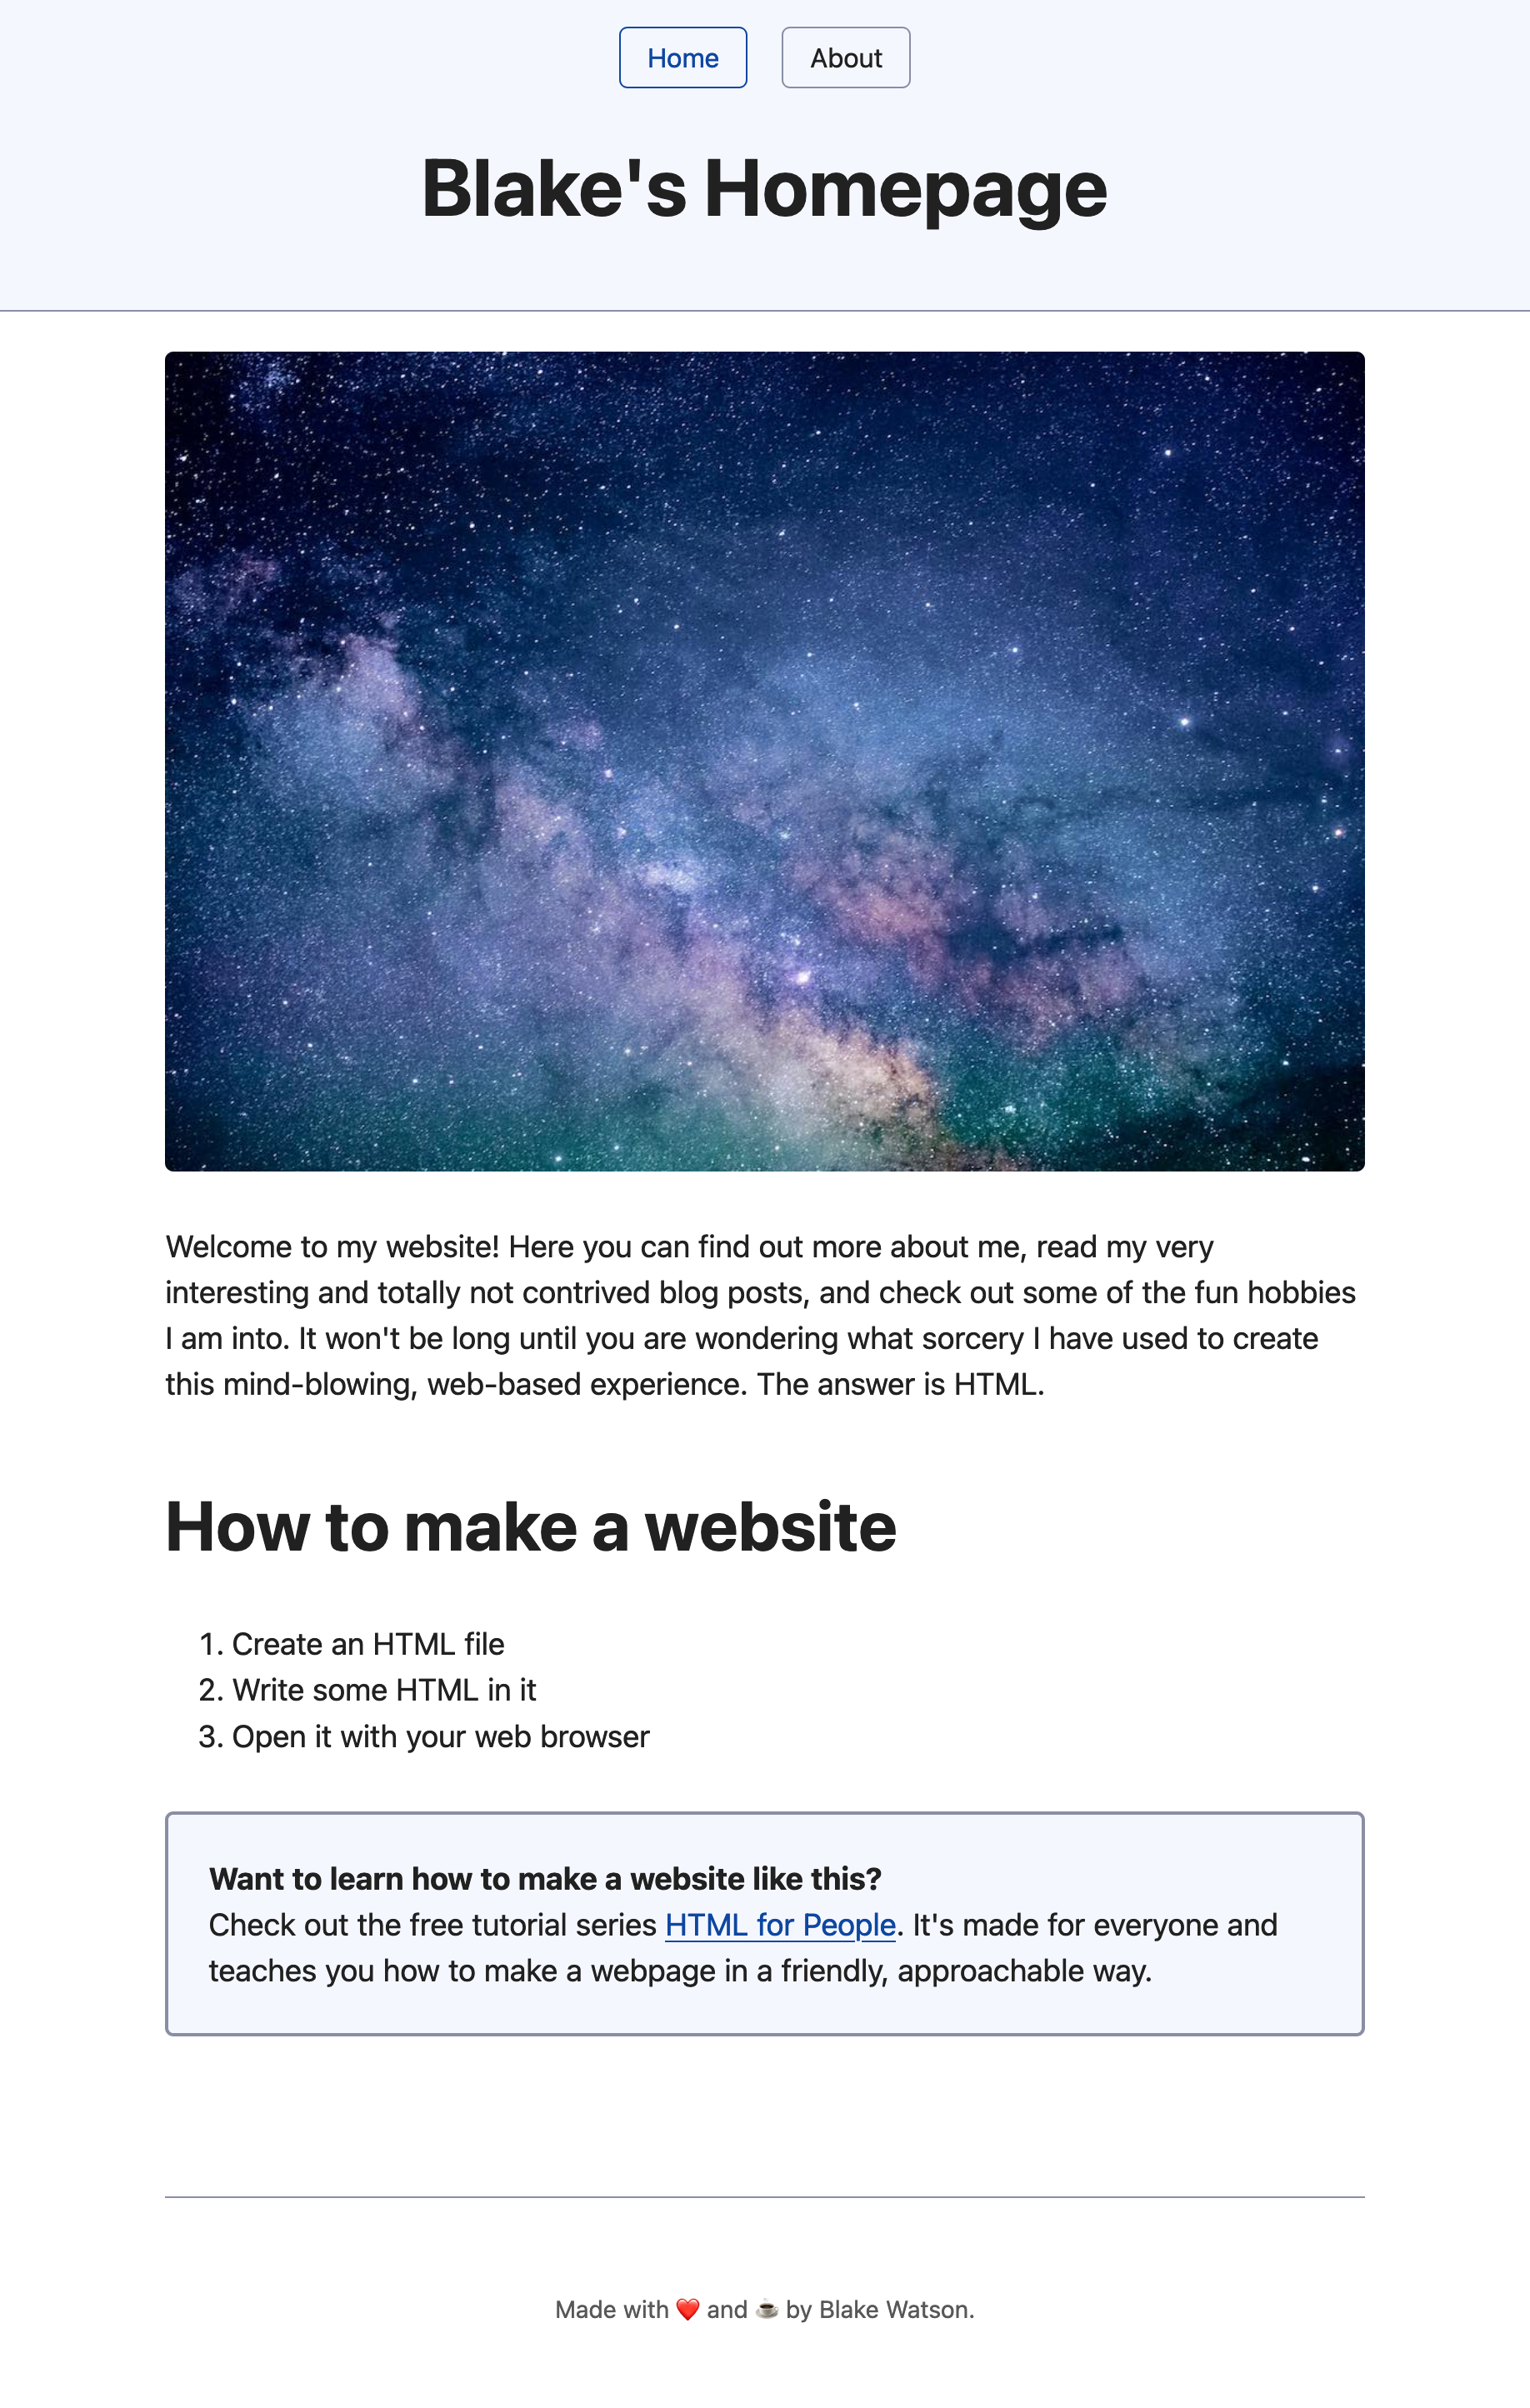 Home
About
Blake's Homepage
Welcome to my website! Here you can find out more about me, read my very
interesting and totally not contrived blog posts, and check out some of the fun hobbies
I am into. It won't be long until you are wondering what sorcery I have used to create
this mind-blowing, web-based experience. The answer is HTML.
How to make a website
1. Create an HTML file
2. Write some HTML in it
3. Open it with your web browser
Want to learn how to make a website like this?
Check out the free tutorial series HTML for People. It's made for everyone and
teaches you how to make a webpage in a friendly, approachable way.
Made with ❤️ and ☕ by Blake Watson.